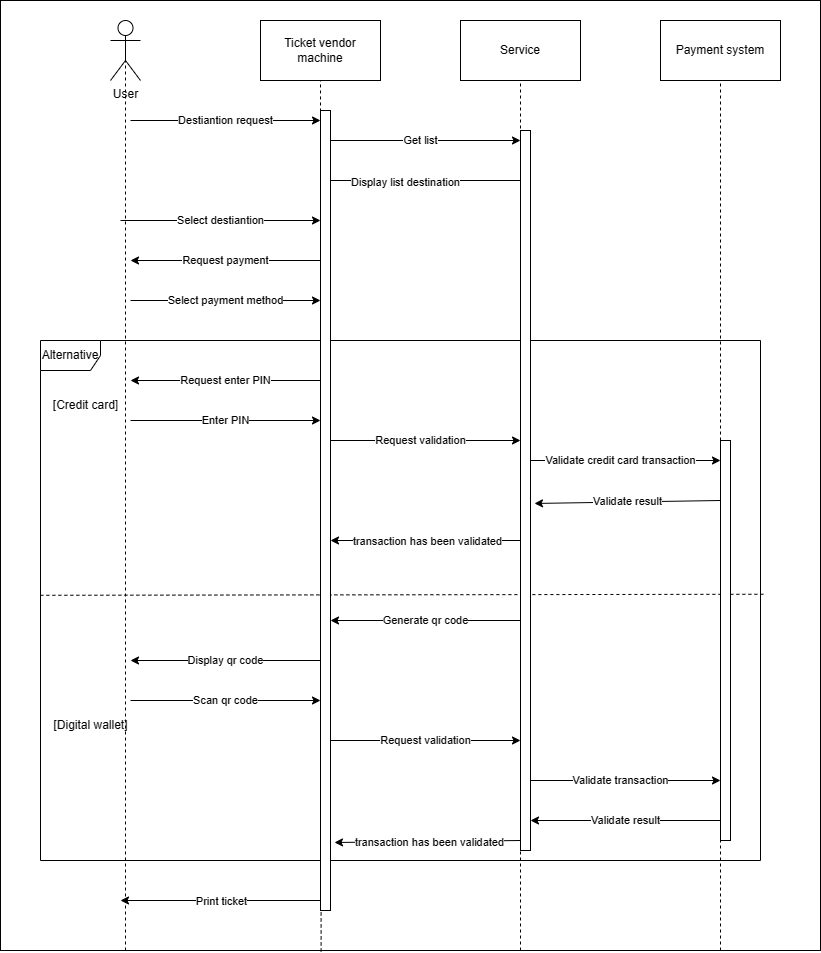 Ticket vendor
machine
Service
Payment system
User
Destiantion request
Get list
Display list destination
Select destiantion
Request payment
Select payment method
Alternative
Request enter PIN
[Credit card]
Enter PIN
Request validation
Validate credit card transaction
Validate result
transaction has been validated
Generate qr code
Display qr code
Scan qr code
[Digital wallet]
Request validation
Validate transaction
Validate result
transaction has been validated
Print ticket